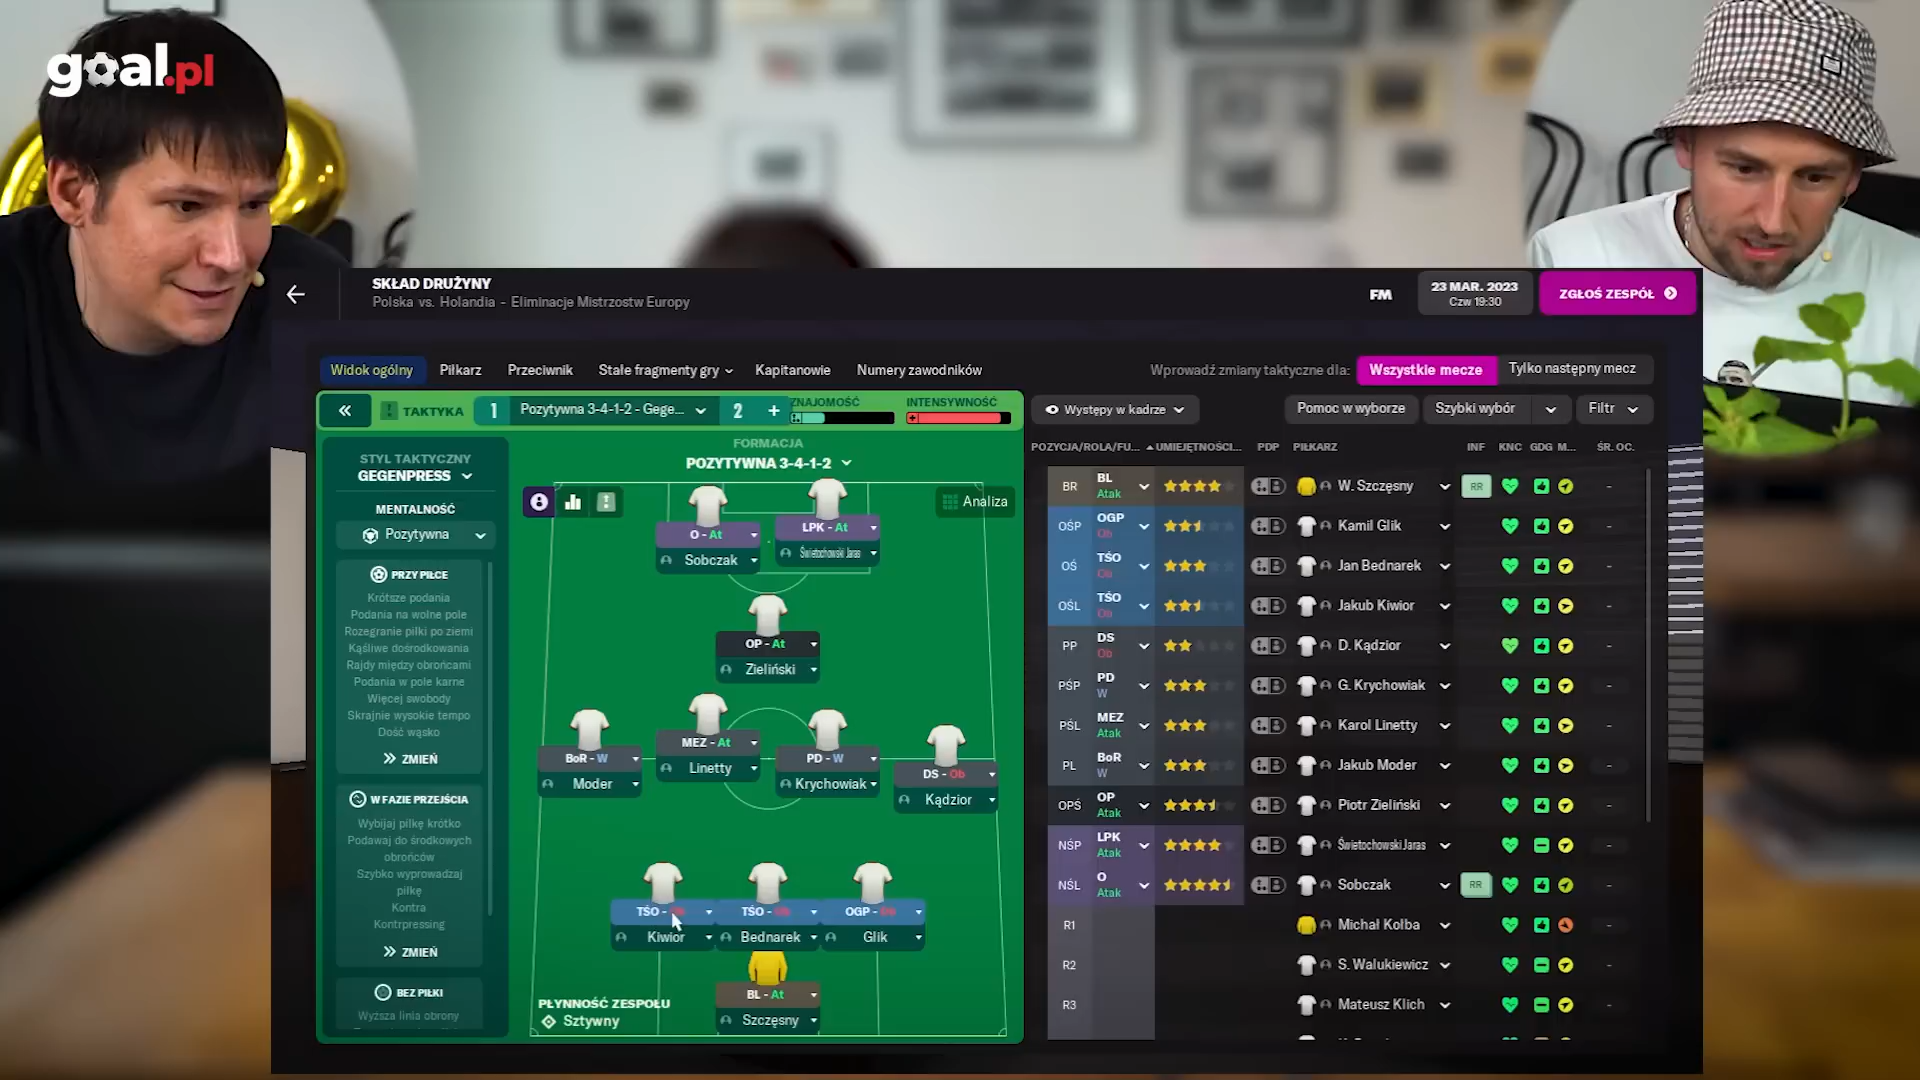 goal.pl
SKŁAD DRUŻYNY
Polska vs. Holandia - Eliminacje Mistrzostw Europy
FM
23 MAR. 2023
Czw 19:30
ZGŁOŚ ZESPÓŁ
Widok ogólny
Piłkarz
Przeciwnik
Stałe fragmenty gry
Kapitanowie
Numery zawodników
Wprowadź zmiany taktyczne dla:
Wszystkie mecze
Tylko następny mecz
TAKTYKA
1
Pozytywna 3-4-1-2 - Gege...
2
+
ZNAJOMOŚĆ
INTENSYWNOŚĆ
Występy w kadrze
Pomoc w wyborze
Szybki wybór
Filtr
STYL TAKTYCZNY
GEGENPRESS
MENTALNOŚĆ
Pozytywna
PRZY PIŁCE
Krótsze podania
Podania na wolne pole
Rozegranie piłki po ziemi
Kąśliwe dośrodkowania
Rajdy między obrońcami
Podania w pole karne
Więcej swobody
Skrajnie wysokie tempo
Dość wąsko
ZMIEŃ
W FAZIE PRZEJŚCIA
Wybijaj piłkę krótko
Podawaj do środkowych
obrońców
Szybko wyprowadzaj
piłkę
Kontra
Kontrpressing
ZMIEŃ
BEZ PIŁKI
Wyższa linia obrony
FORMACJA
POZYTYWNA 3-4-1-2
Analiza
O - At
Sobczak
LPK - At
Świetochowski Jaras
OP - At
Zieliński
BoR - W
Moder
MEZ - At
Linetty
PD - W
Krychowiak
DS - Ob
Kądzior
TŚO -
Kiwior
TŚO - Ob
Bednarek
OGP - Ob
Glik
BL - At
Szczęsny
PŁYNNOŚĆ ZESPOŁU
Sztywny
POZYCJA/ROLA/FU... UMIEJĘTNOŚCI... PDP PIŁKARZ INF KNC GDG M... ŚR. OC.
BR BL Atak W. Szczęsny RR -
OŚP OGP Ob Kamil Glik -
OŚ TŚO Ob Jan Bednarek -
OŚL TŚO Ob Jakub Kiwior -
PP DS Ob D. Kądzior -
PŚP PD W G. Krychowiak -
PŚL MEZ Atak Karol Linetty -
PL BoR W Jakub Moder -
OPŚ OP Atak Piotr Zieliński -
NŚP LPK Atak Świetochowski Jaras -
NŚL O Atak Sobczak RR -
R1 Michał Kolba -
R2 S. Walukiewicz -
R3 Mateusz Klich -